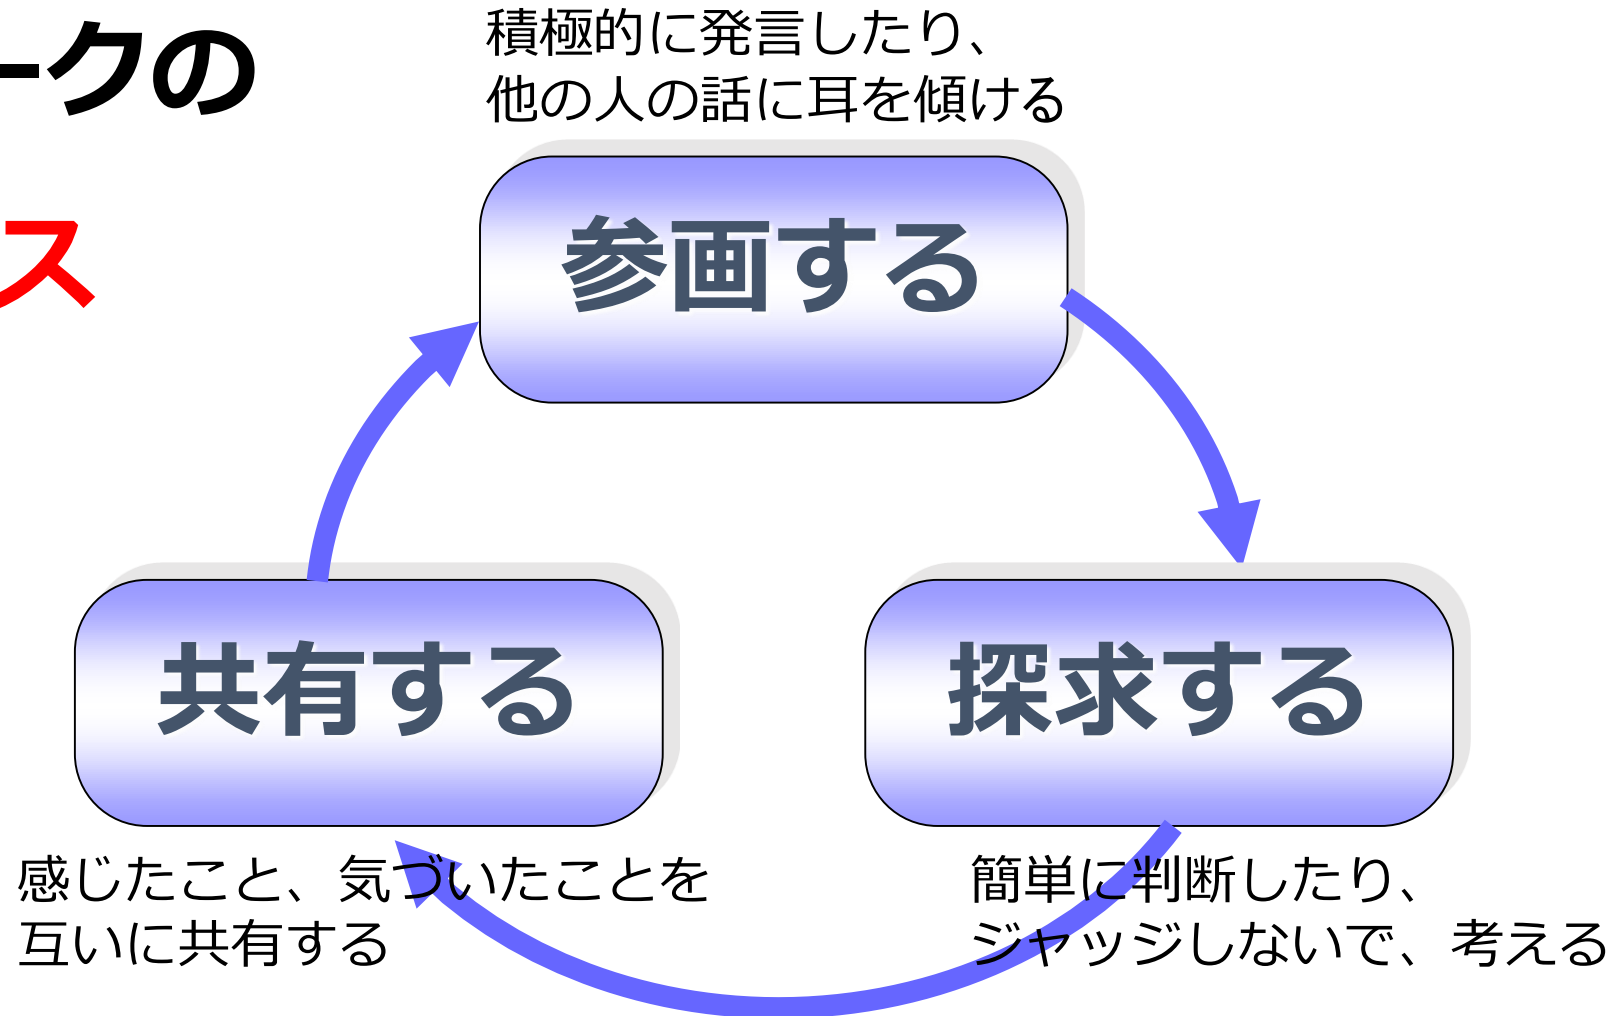 ークの
ス
積極的に発言したり、
他の人の話に耳を傾ける
参画する
共有する
探求する
感じたこと、気づいたことを
互いに共有する
簡単に判断したり、
ジャッジしないで、考える